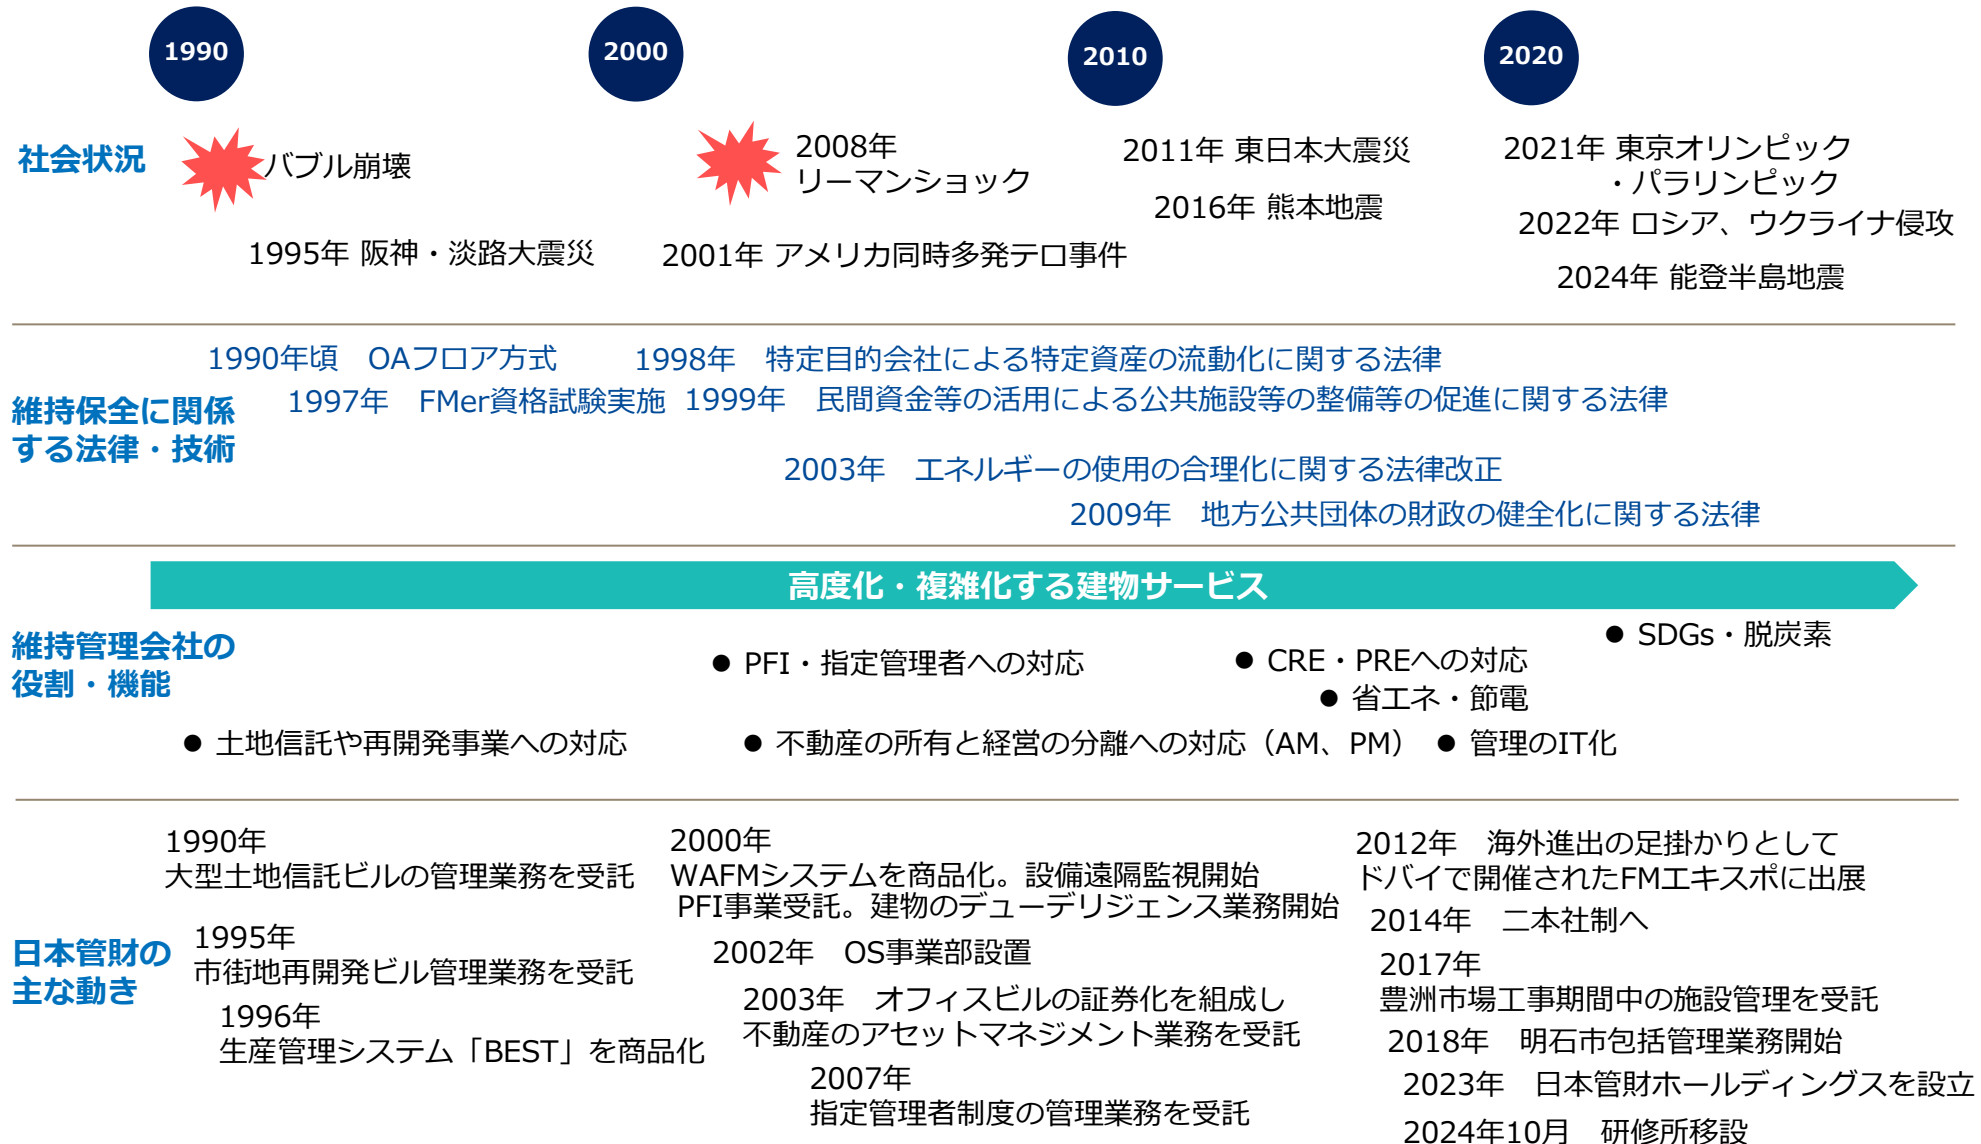 1990
2000
2010
2020
社会状況
バブル崩壊
1995年 阪神・淡路大震災
2008年
リーマンショック
2001年 アメリカ同時多発テロ事件
2011年 東日本大震災
2016年 熊本地震
2021年 東京オリンピック
・パラリンピック
2022年 ロシア、ウクライナ侵攻
2024年 能登半島地震
維持保全に関係
する法律・技術
1990年頃　OAフロア方式
1998年　特定目的会社による特定資産の流動化に関する法律
1997年　FMer資格試験実施
1999年　民間資金等の活用による公共施設等の整備等の促進に関する法律
2003年　エネルギーの使用の合理化に関する法律改正
2009年　地方公共団体の財政の健全化に関する法律
高度化・複雑化する建物サービス
維持管理会社の
役割・機能
● SDGs・脱炭素
● PFI・指定管理者への対応
● CRE・PREへの対応
● 省エネ・節電
● 土地信託や再開発事業への対応
● 不動産の所有と経営の分離への対応（AM、PM）
● 管理のIT化
日本管財の
主な動き
1990年
大型土地信託ビルの管理業務を受託
1995年
市街地再開発ビル管理業務を受託
1996年
生産管理システム「BEST」を商品化
2000年
WAFMシステムを商品化。設備遠隔監視開始
PFI事業受託。建物のデューデリジェンス業務開始
2002年　OS事業部設置
2003年　オフィスビルの証券化を組成し
不動産のアセットマネジメント業務を受託
2007年
指定管理者制度の管理業務を受託
2012年　海外進出の足掛かりとして
ドバイで開催されたFMエキスポに出展
2014年　二本社制へ
2017年
豊洲市場工事期間中の施設管理を受託
2018年　明石市包括管理業務開始
2023年　日本管財ホールディングスを設立
2024年10月　研修所移設